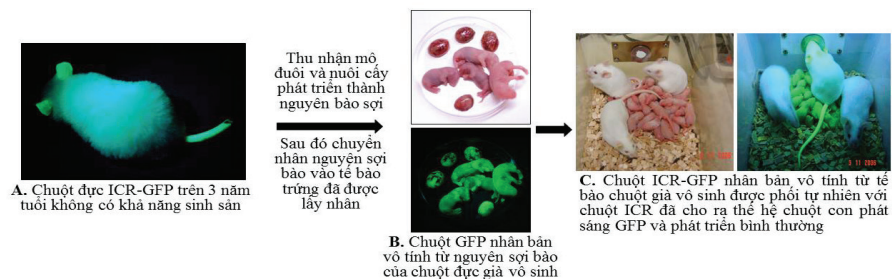 A. Chuột đực ICR-GFP trên 3 năm
tuổi không có khả năng sinh sản
Thu nhận mô
đuôi và nuôi cấy
phát triển thành
nguyên bào sợi
Sau đó chuyển
nhân nguyên sợi
bào vào tế bào
trứng đã được
lấy nhân
B. Chuột GFP nhân bản
vô tính từ nguyên sợi bào
của chuột đực già vô sinh
C. Chuột ICR-GFP nhân bản vô tính từ tế
bào chuột già vô sinh được phối tự nhiên với
chuột ICR đã cho ra thế hệ chuột con phát
sáng GFP và phát triển bình thường